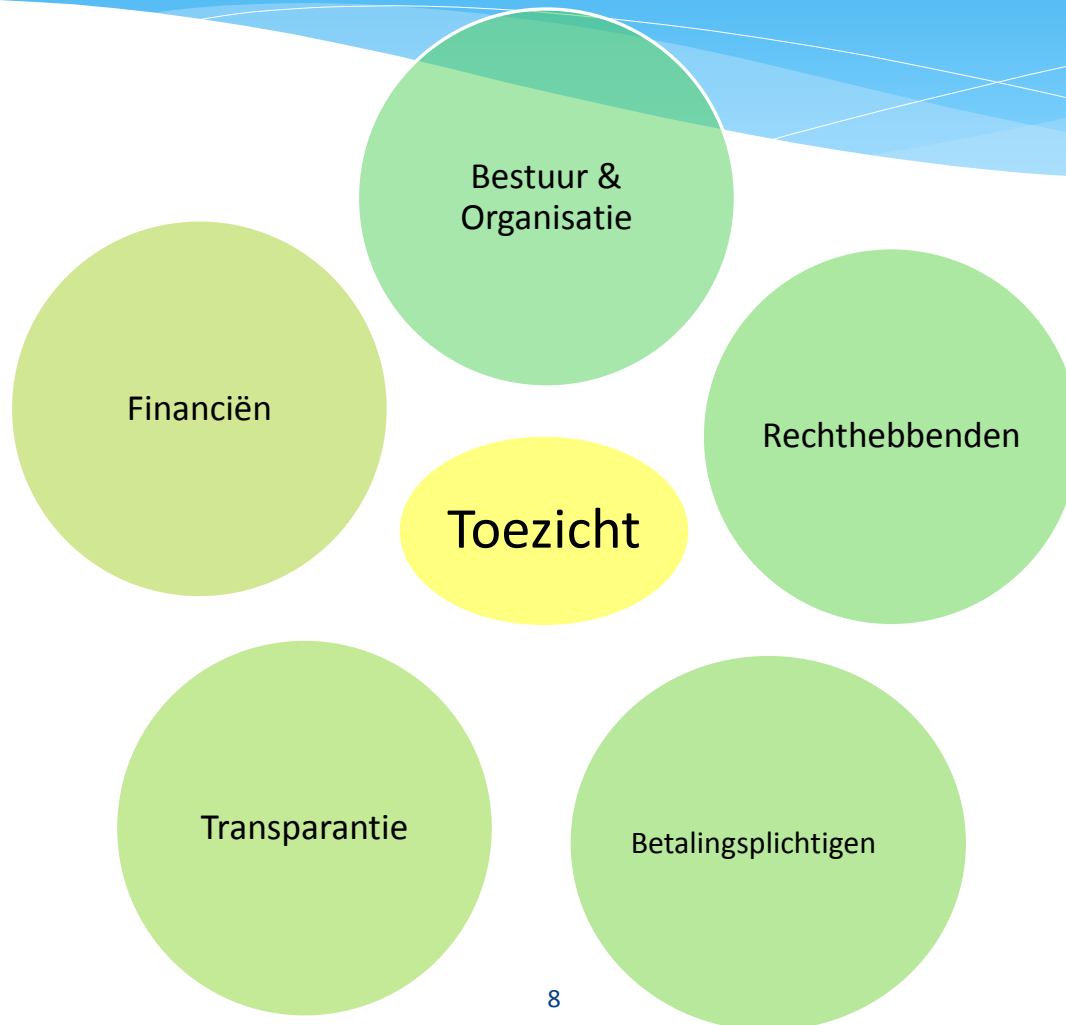 Bestuur &
Organisatie
Financiën
Rechthebbenden
Toezicht
Transparantie
Betalingsplichtigen
8